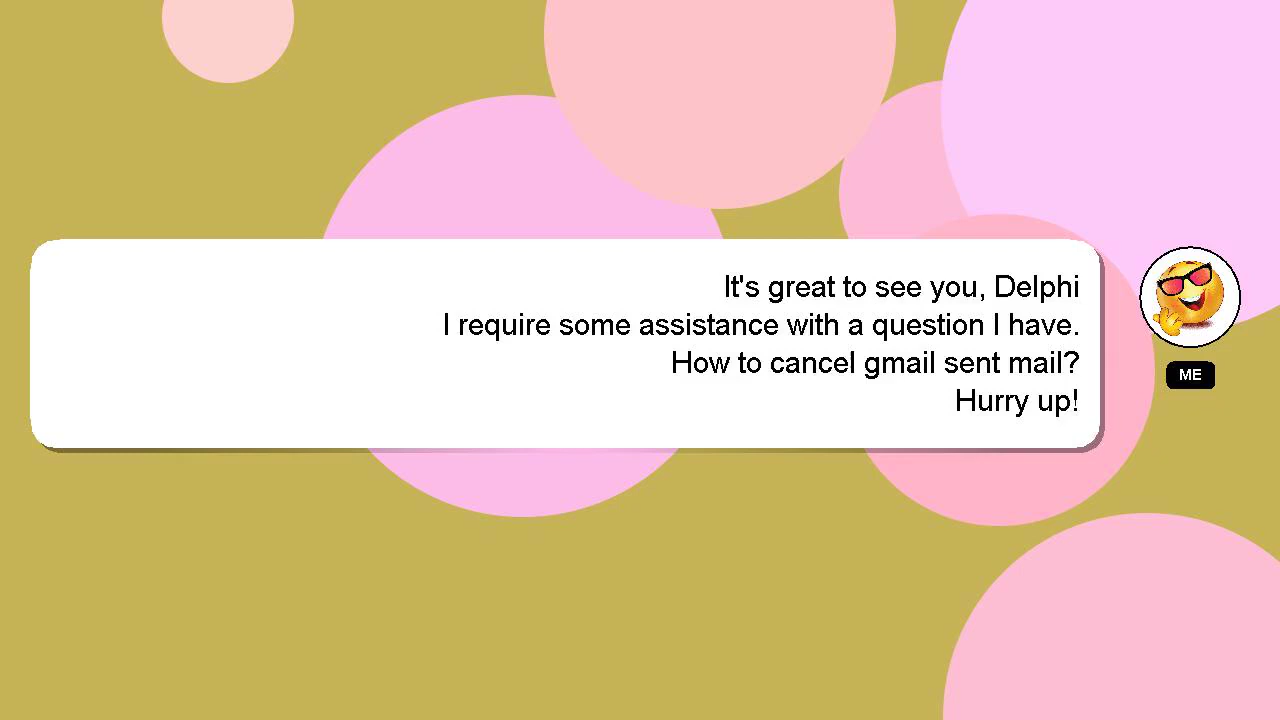 It's great to see you, Delphi
I require some assistance with a question I have.
How to cancel gmail sent mail?
Hurry up!
ME